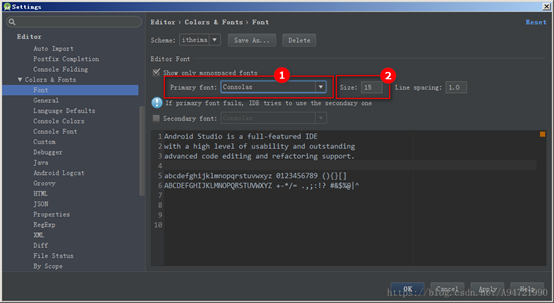 Settings
Editor
Auto Import
Postfix Completion
Console Folding
Colors & Fonts
Font
General
Language Defaults
Console Colors
Console Font
Custom
Debugger
Java
Android Logcat
Groovy
HTML
JSON
Properties
RegExp
XML
Diff
File Status
By Scope
Editor › Colors & Fonts › Font
Reset
Scheme: itheima Save As... Delete
Editor Font
Show only monospaced fonts
1
2
Primary font: Consolas Size: 15 Line spacing: 1.0
If primary font fails, IDE tries to use the secondary one
Secondary font: Consolas
1 Android Studio is a full-featured IDE
2 with a high level of usability and outstanding
3 advanced code editing and refactoring support.
4
5 abcdefghijklmnopqrstuvwxyz 0123456789 (){}[]
6 ABCDEFGHIJKLMNOPQRSTUVWXYZ +-*/= .,;:!? #&$%@|^
7
8
9
10
OK Cancel Apply Help